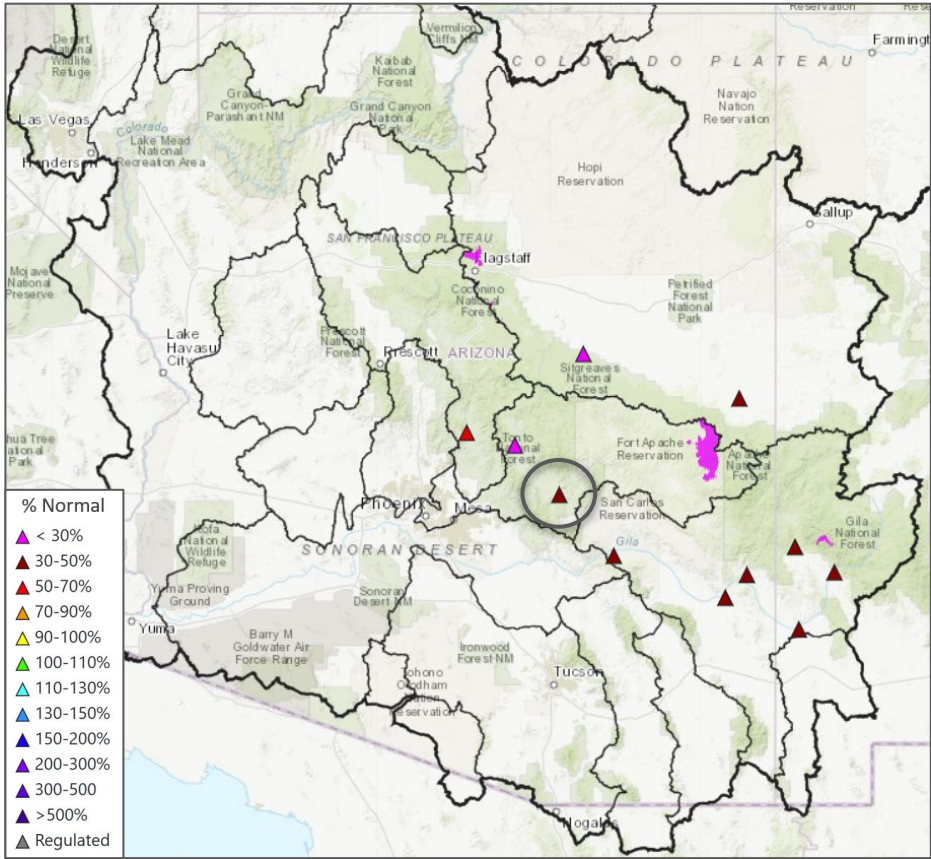 Desert
National
Wildlife
Refuge
Vermilion
Cliffs NM
Reservation
Farmingt
COLORADO PLATEAU
Kaibab
National
Forest
Grand
Canyon-
Parashant NM
Grand Canyon
National
Park
Navajo
Nation
Reservation
Las Vegas
Henderson
Colorado
Lake Mead
National
Recreation Area
Hopi
Reservation
Gallup
SAN FRANCISCO PLATEAU
lagstaff
Mojave
National
Preserve
Coconino
National
Forest
Petrified
Forest
National
Park
Lake
Havasu
City
Prescott
National
Forest
Prescott
ARIZONA
Sitgreaves
National
Forest
hua Tree
ational
Park
Tonto
National
Forest
Fort Apache
Reservation
Apache
National
Forest
Phoenix
Mesa
San Carlos
Reservation
Kofa
National
Wildlife
Refuge
Gila
National
Forest
SONORAN DESERT
Gila
Yuma Proving
Ground
Sonoran
Desert NM
Yuma
Barry M
Goldwater Air
Force Range
Ironwood
Forest NM
Tucson
Tohono
O'odham
Nation
Reservation
Nogales
% Normal
< 30%
30-50%
50-70%
70-90%
90-100%
100-110%
110-130%
130-150%
150-200%
200-300%
300-500
>500%
Regulated